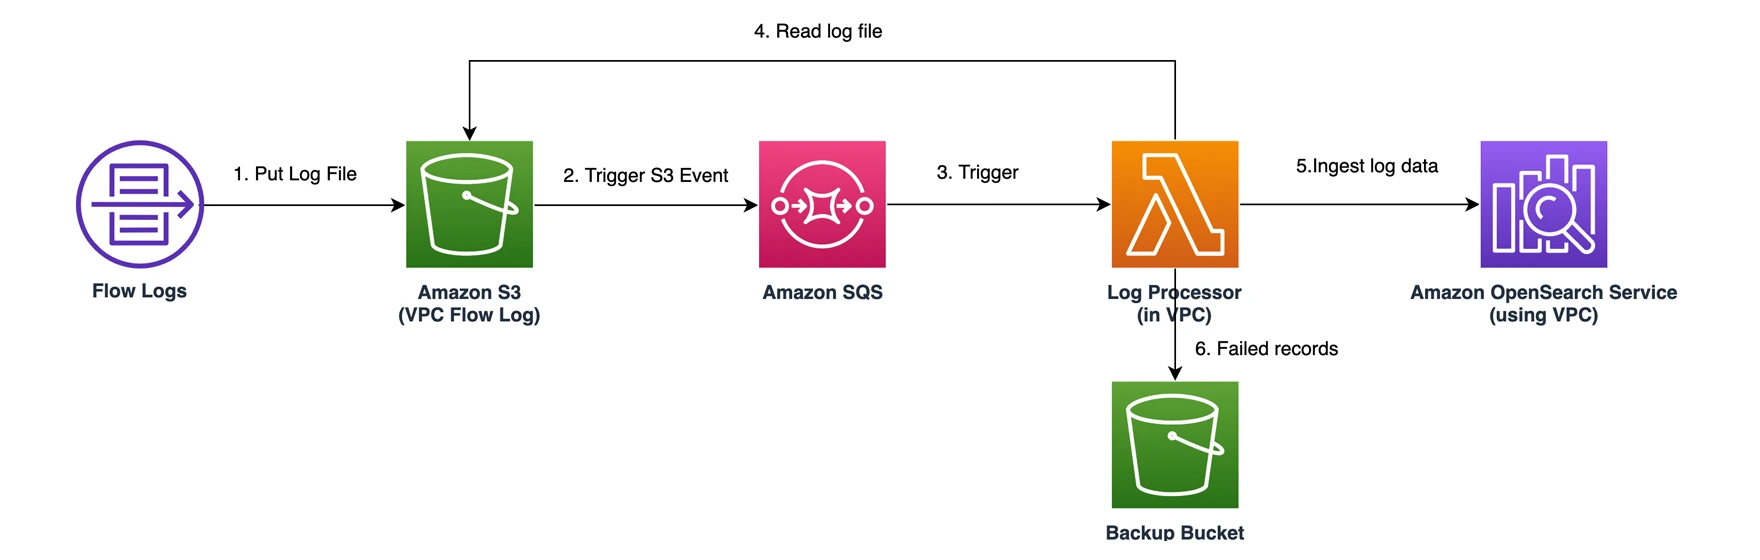 4. Read log file
1. Put Log File
2. Trigger S3 Event
3. Trigger
5.Ingest log data
Flow Logs
Amazon S3
(VPC Flow Log)
Amazon SQS
Log Processor
(in VPC)
Amazon OpenSearch Service
(using VPC)
6. Failed records
Backup Bucket